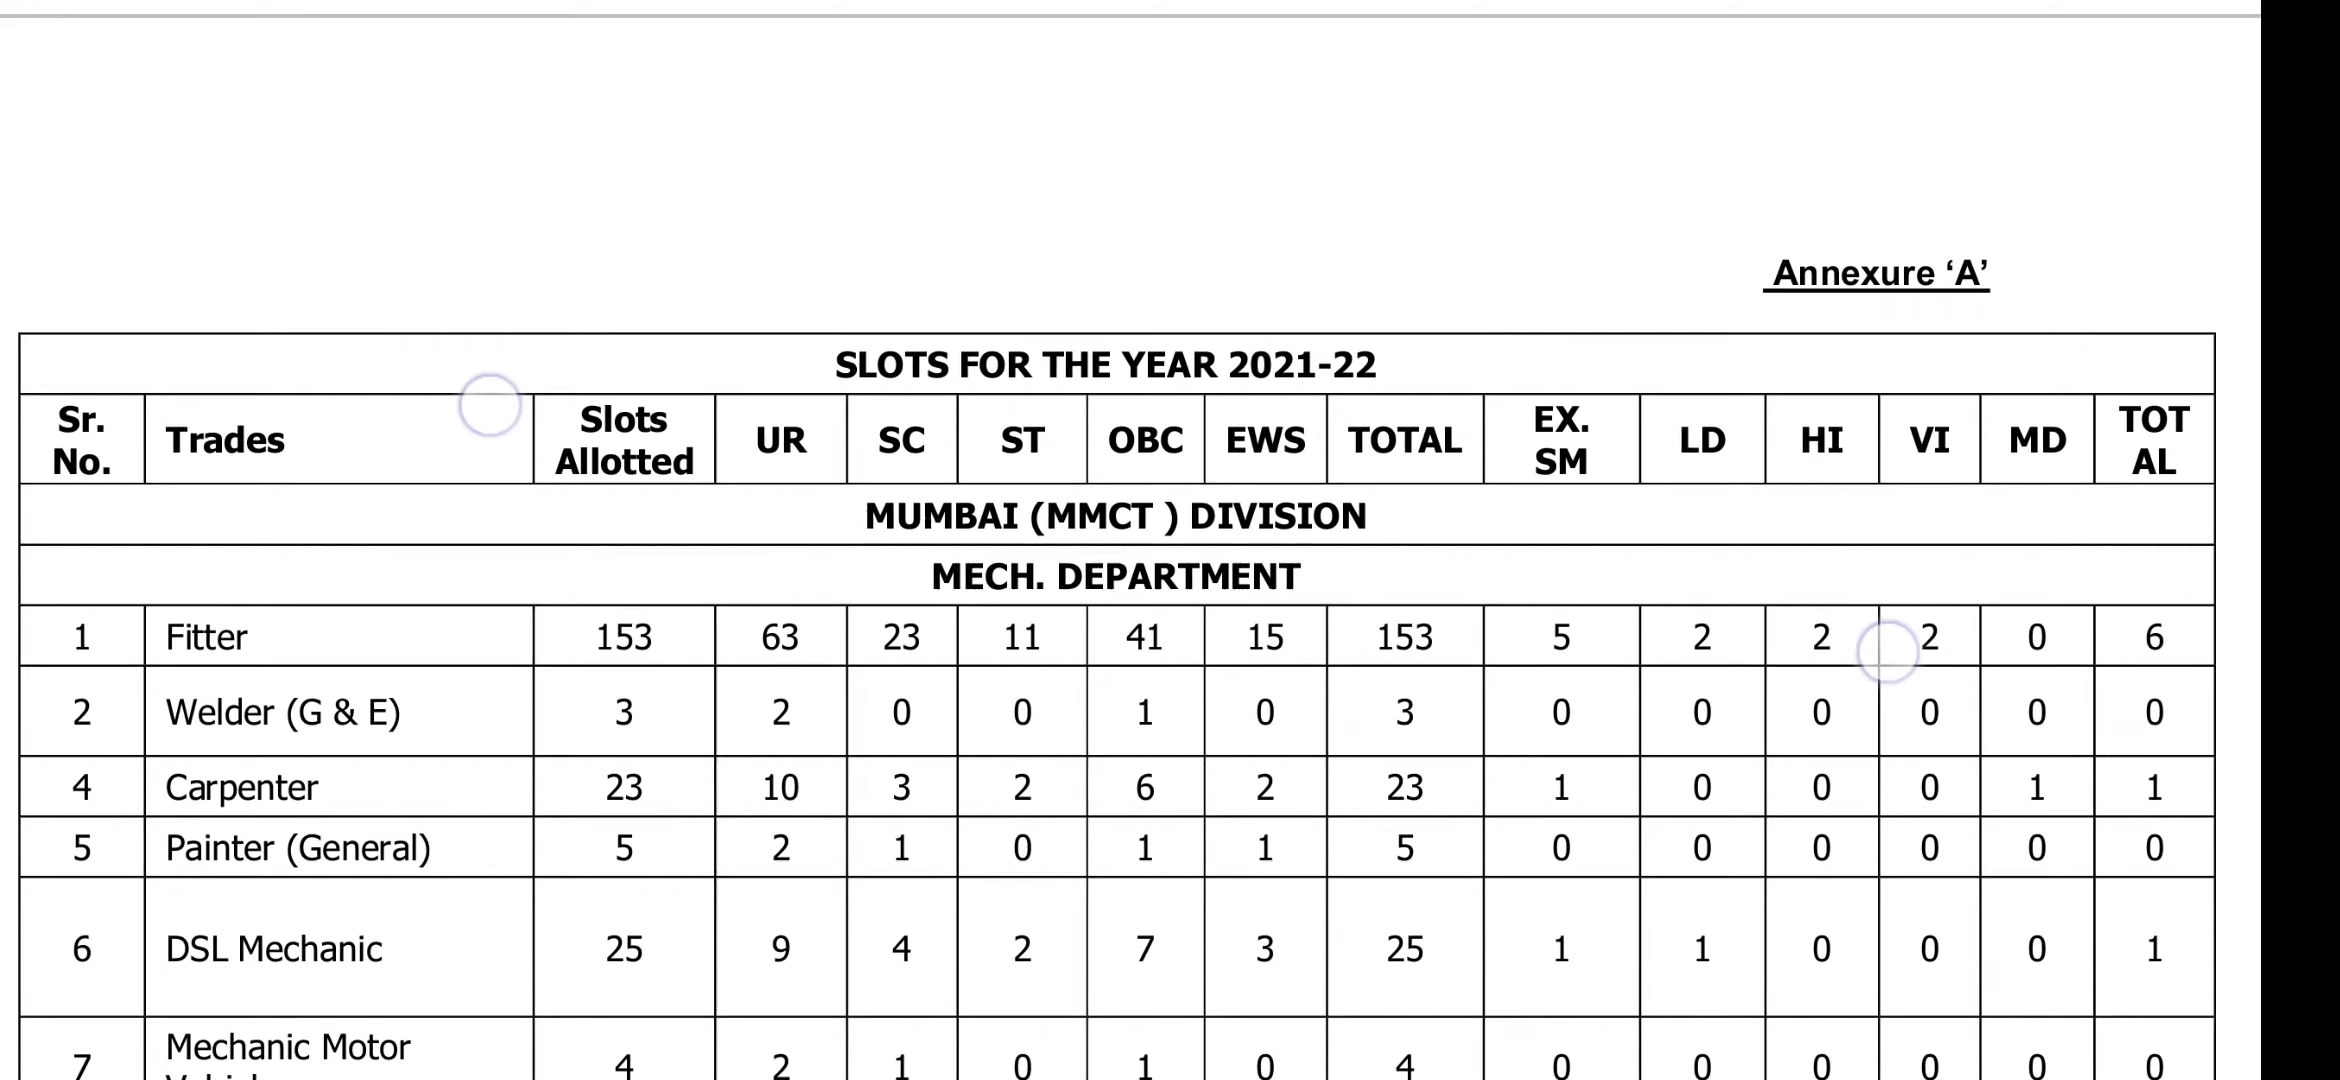 Annexure ‘A’
SLOTS FOR THE YEAR 2021-22
Sr. No. Trades Slots Allotted UR SC ST OBC EWS TOTAL EX. SM LD HI VI MD TOT AL
MUMBAI (MMCT ) DIVISION
MECH. DEPARTMENT
1 Fitter 153 63 23 11 41 15 153 5 2 2 2 0 6
2 Welder (G & E) 3 2 0 0 1 0 3 0 0 0 0 0 0
4 Carpenter 23 10 3 2 6 2 23 1 0 0 0 1 1
5 Painter (General) 5 2 1 0 1 1 5 0 0 0 0 0 0
6 DSL Mechanic 25 9 4 2 7 3 25 1 1 0 0 0 1
7 Mechanic Motor 4 2 1 0 1 0 4 0 0 0 0 0 0